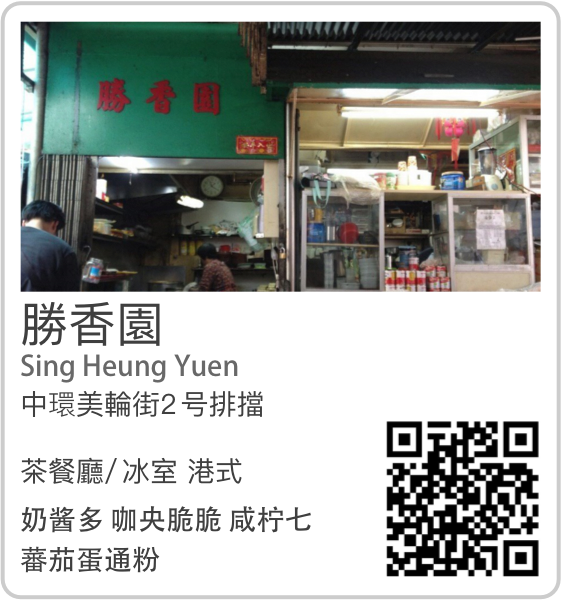 勝香園
勝香園
Sing Heung Yuen
中環美輪街2号排擋
茶餐廳/冰室 港式
奶酱多 咖央脆脆 咸柠七
蕃茄蛋通粉